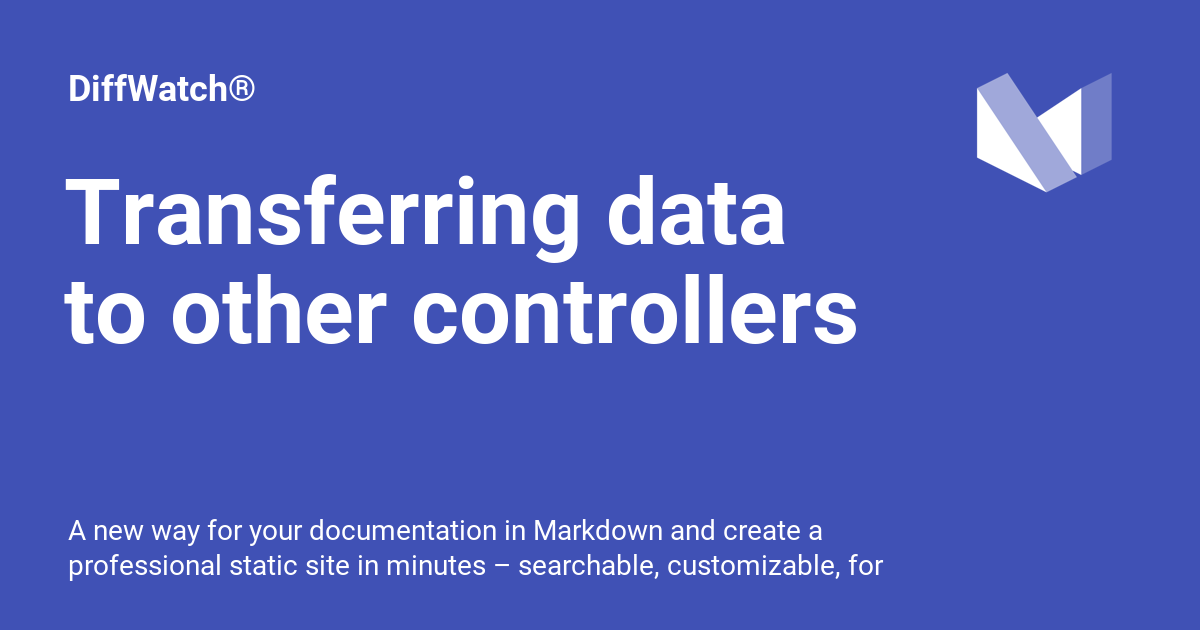 DiffWatch®
Transferring data
to other controllers
A new way for your documentation in Markdown and create a
professional static site in minutes – searchable, customizable, for